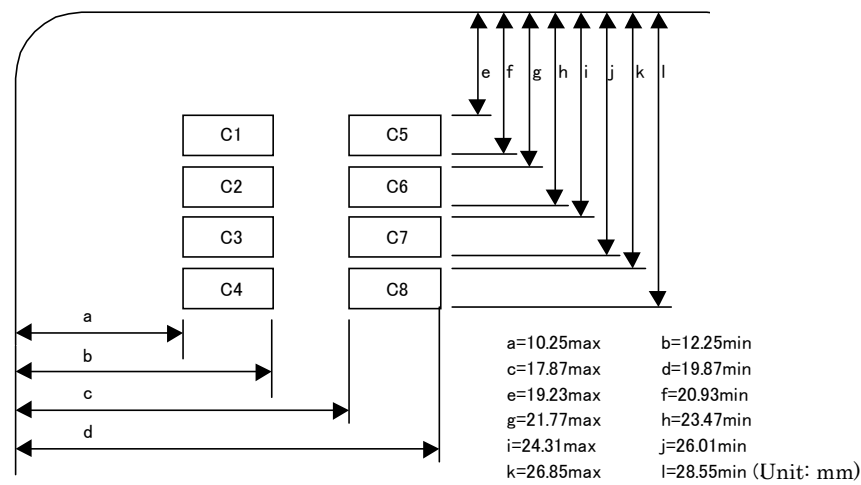 e f g h i j k l
C1 C5
C2 C6
C3 C7
C4 C8
a
b
c
d
a=10.25max b=12.25min
c=17.87max d=19.87min
e=19.23max f=20.93min
g=21.77max h=23.47min
i=24.31max j=26.01min
k=26.85max l=28.55min (Unit: mm)